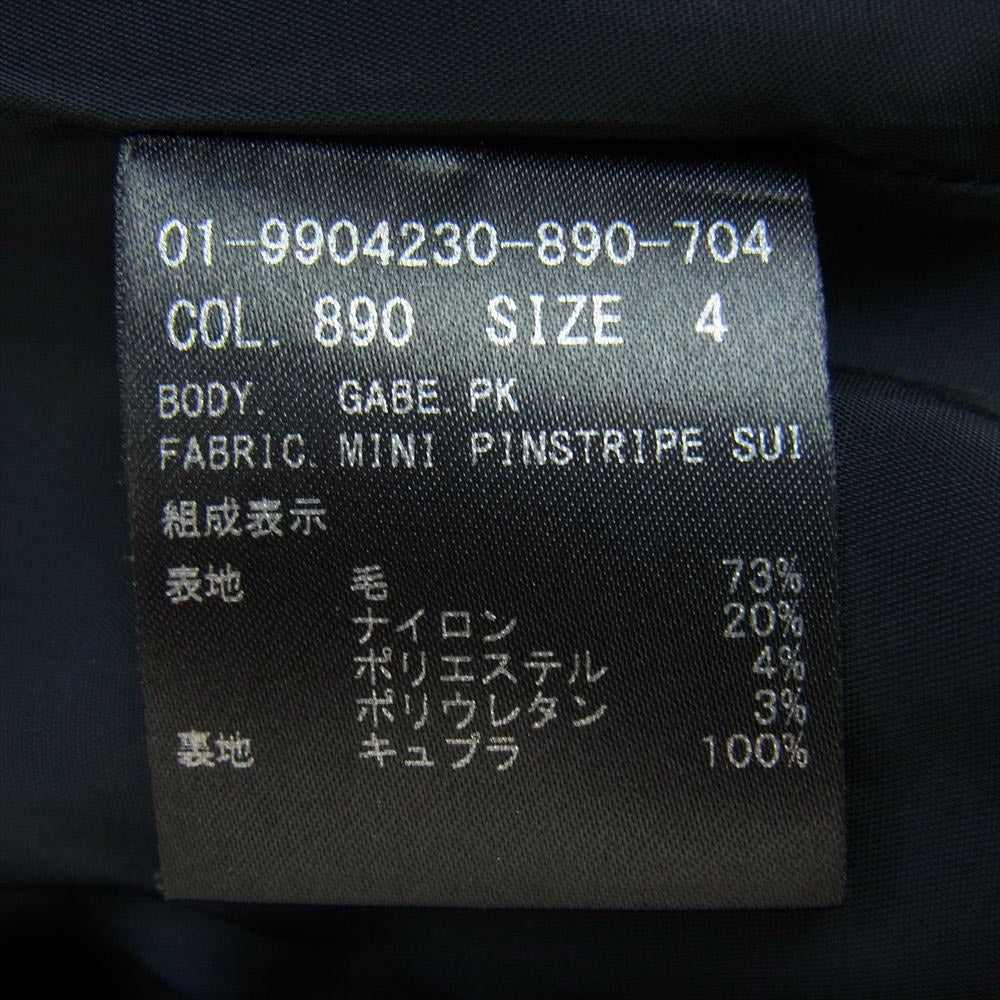 01-9904230-890-704
COL. 890 SIZE 4
BODY. GABE.PK
FABRIC. MINI PINSTRIPE SUI
組成表示
表地 毛 73%
ナイロン 20%
ポリエステル 4%
ポリウレタン 3%
裏地 キュプラ 100%